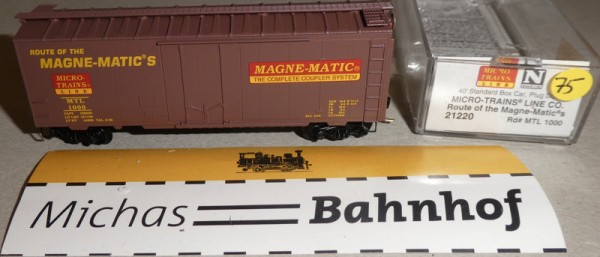 ROUTE OF THE
MAGNE-MATIC®S
MICRO-
TRAINS®
LINE
MTL
1000
MAGNE-MATIC®
THE COMPLETE COUPLER SYSTEM
MICRO
TRAINS
LINE
N
75
40' Standard Box Car, Plug
MICRO-TRAINS® LINE CO.
Route of the Magne-Matic®s
21220
Rd# MTL 1000
Michas Bahnhof